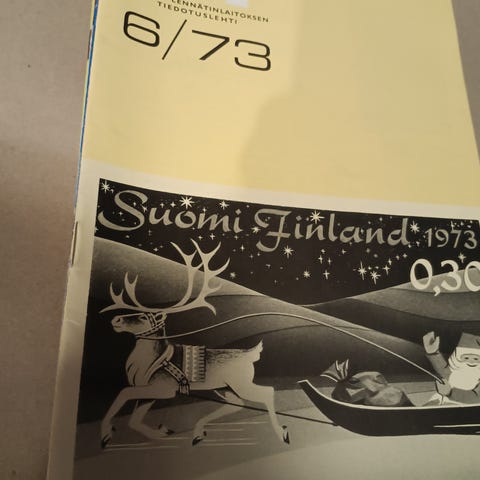 LENNÄTINLAITOKSEN
TIEDOTUSLEHTI
6/73
Suomi Finland 1973
0,30